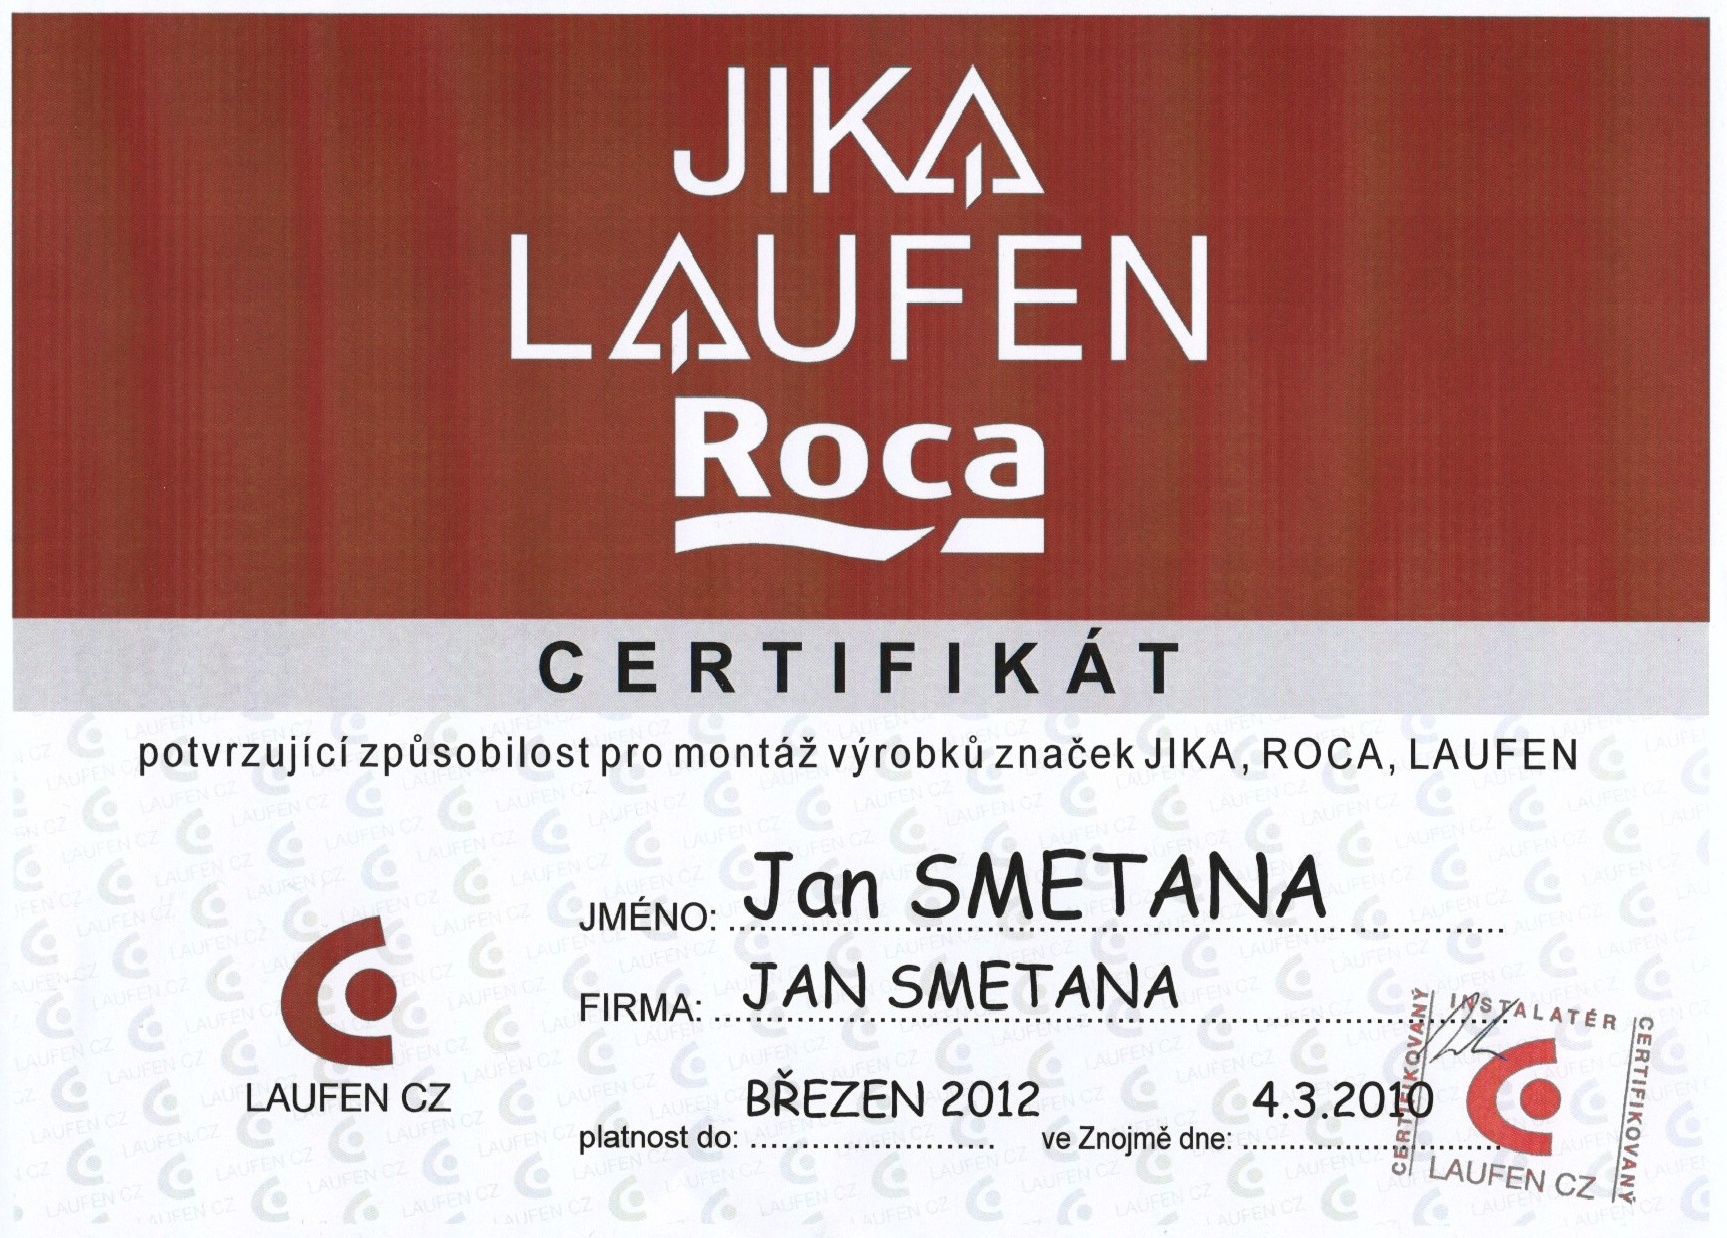 JIKA
LAUFEN
Roca
CERTIFIKÁT
potvrzující způsobilost pro montáž výrobků značek JIKA, ROCA, LAUFEN
JMÉNO: Jan SMETANA
FIRMA: JAN SMETANA
platnost do: BŘEZEN 2012 ve Znojmě dne: 4.3.2010
LAUFEN CZ
CERTIFIKOVANÝ
INSTALATÉR
CERTIFIKOVANÝ
LAUFEN CZ